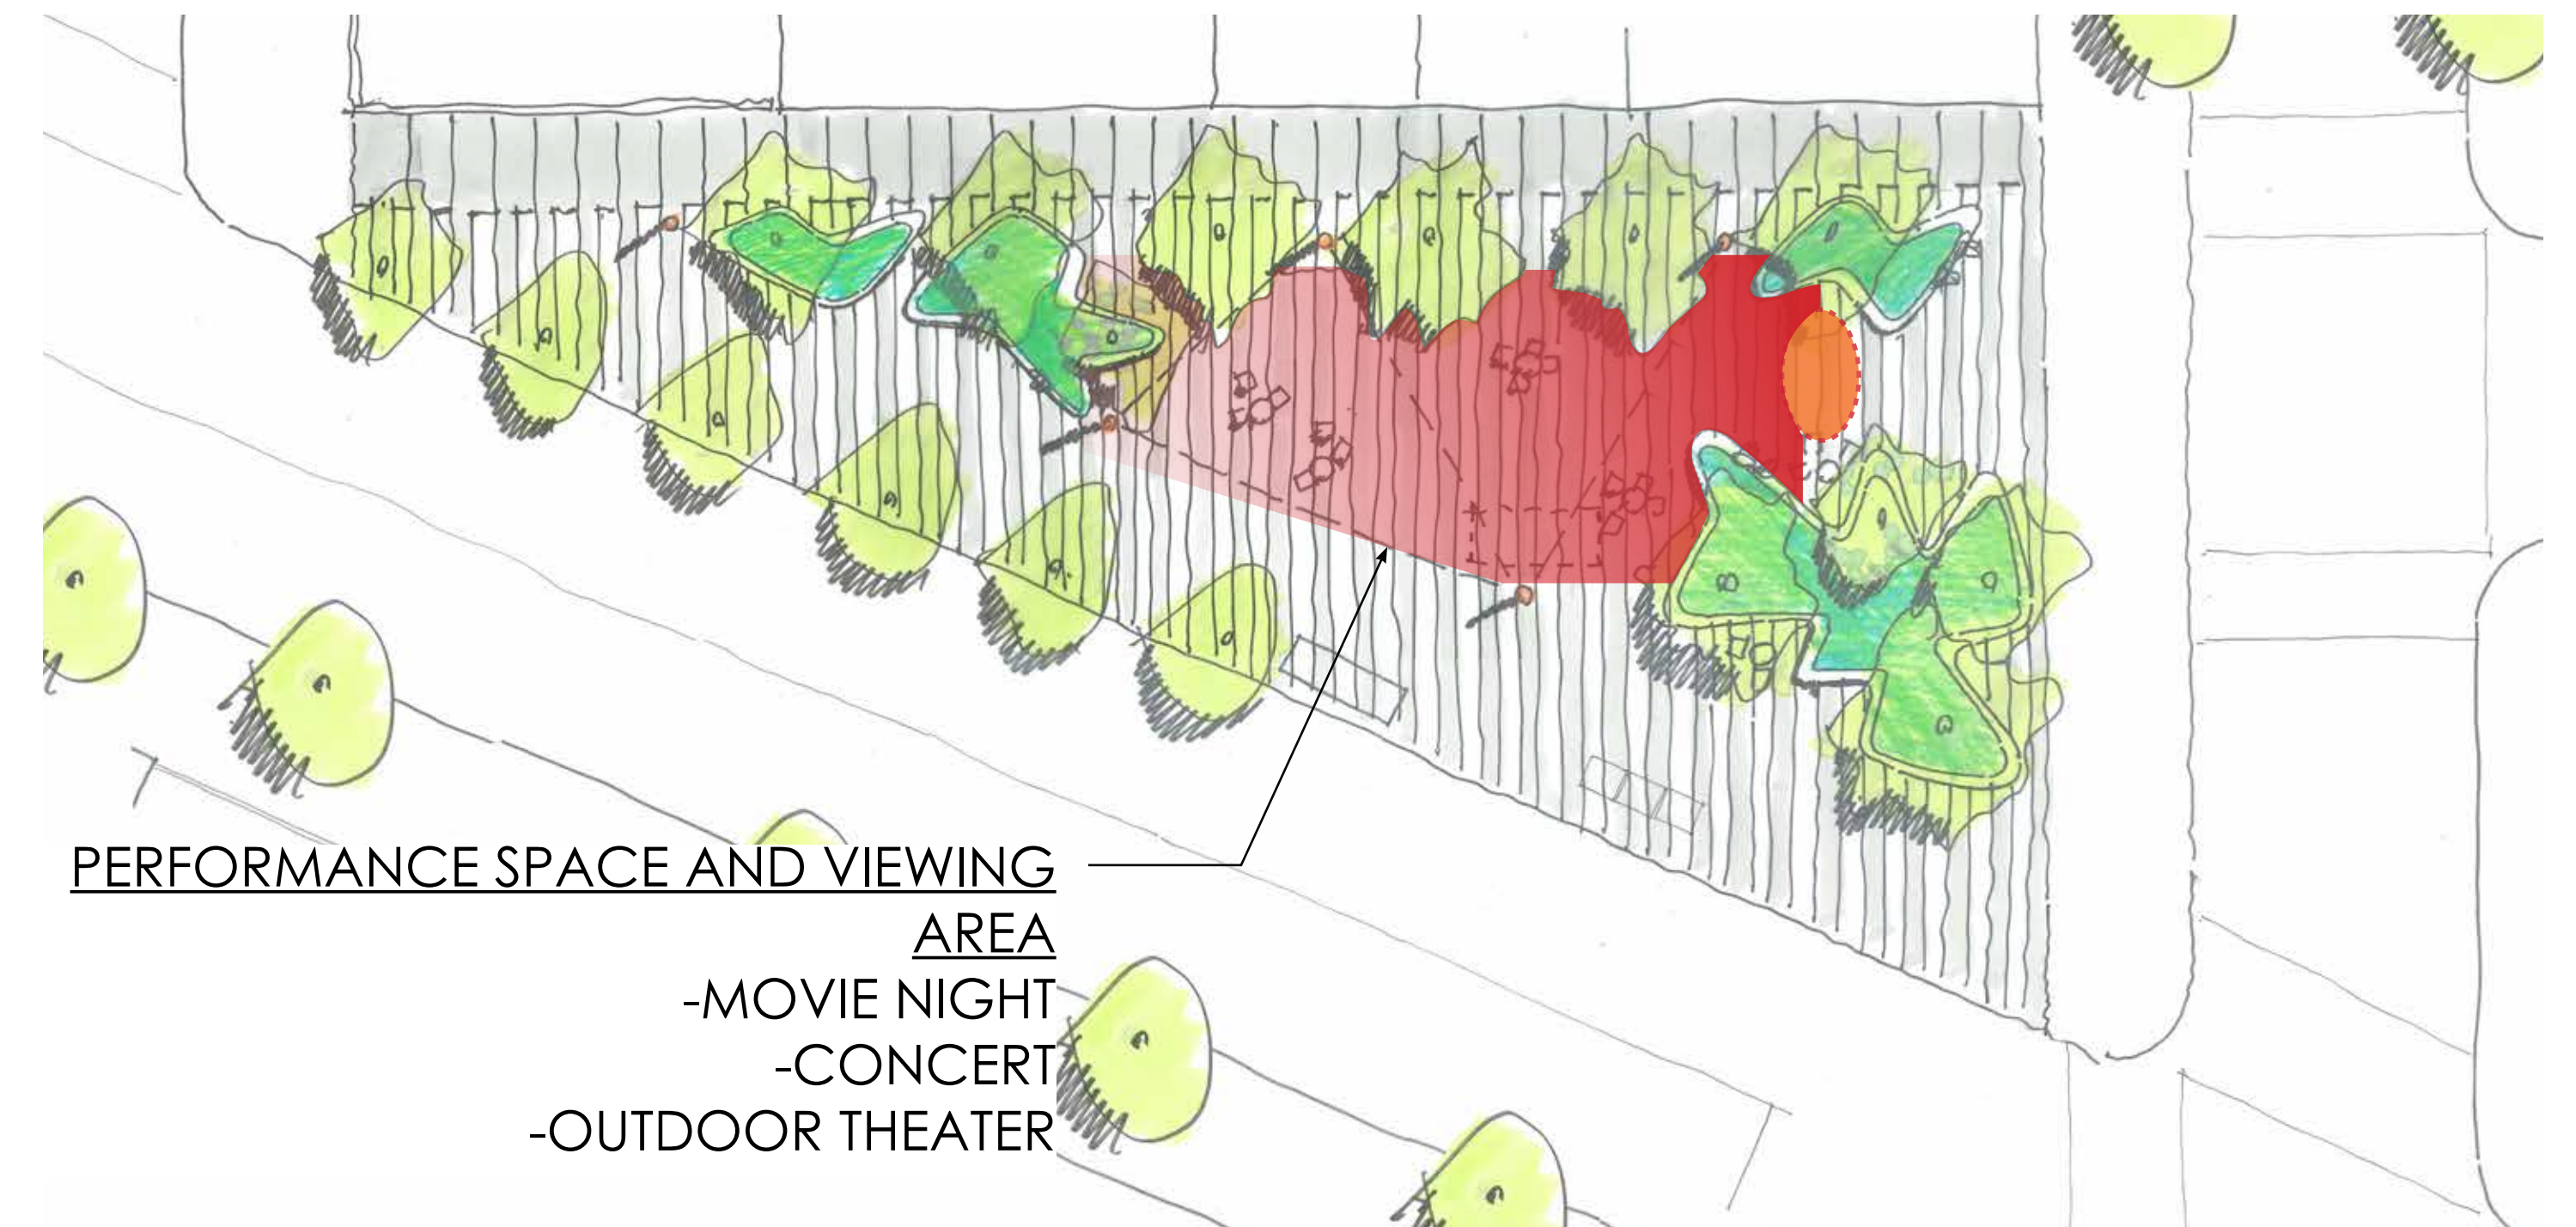 PERFORMANCE SPACE AND VIEWING
AREA
-MOVIE NIGHT
-CONCERT
-OUTDOOR THEATER